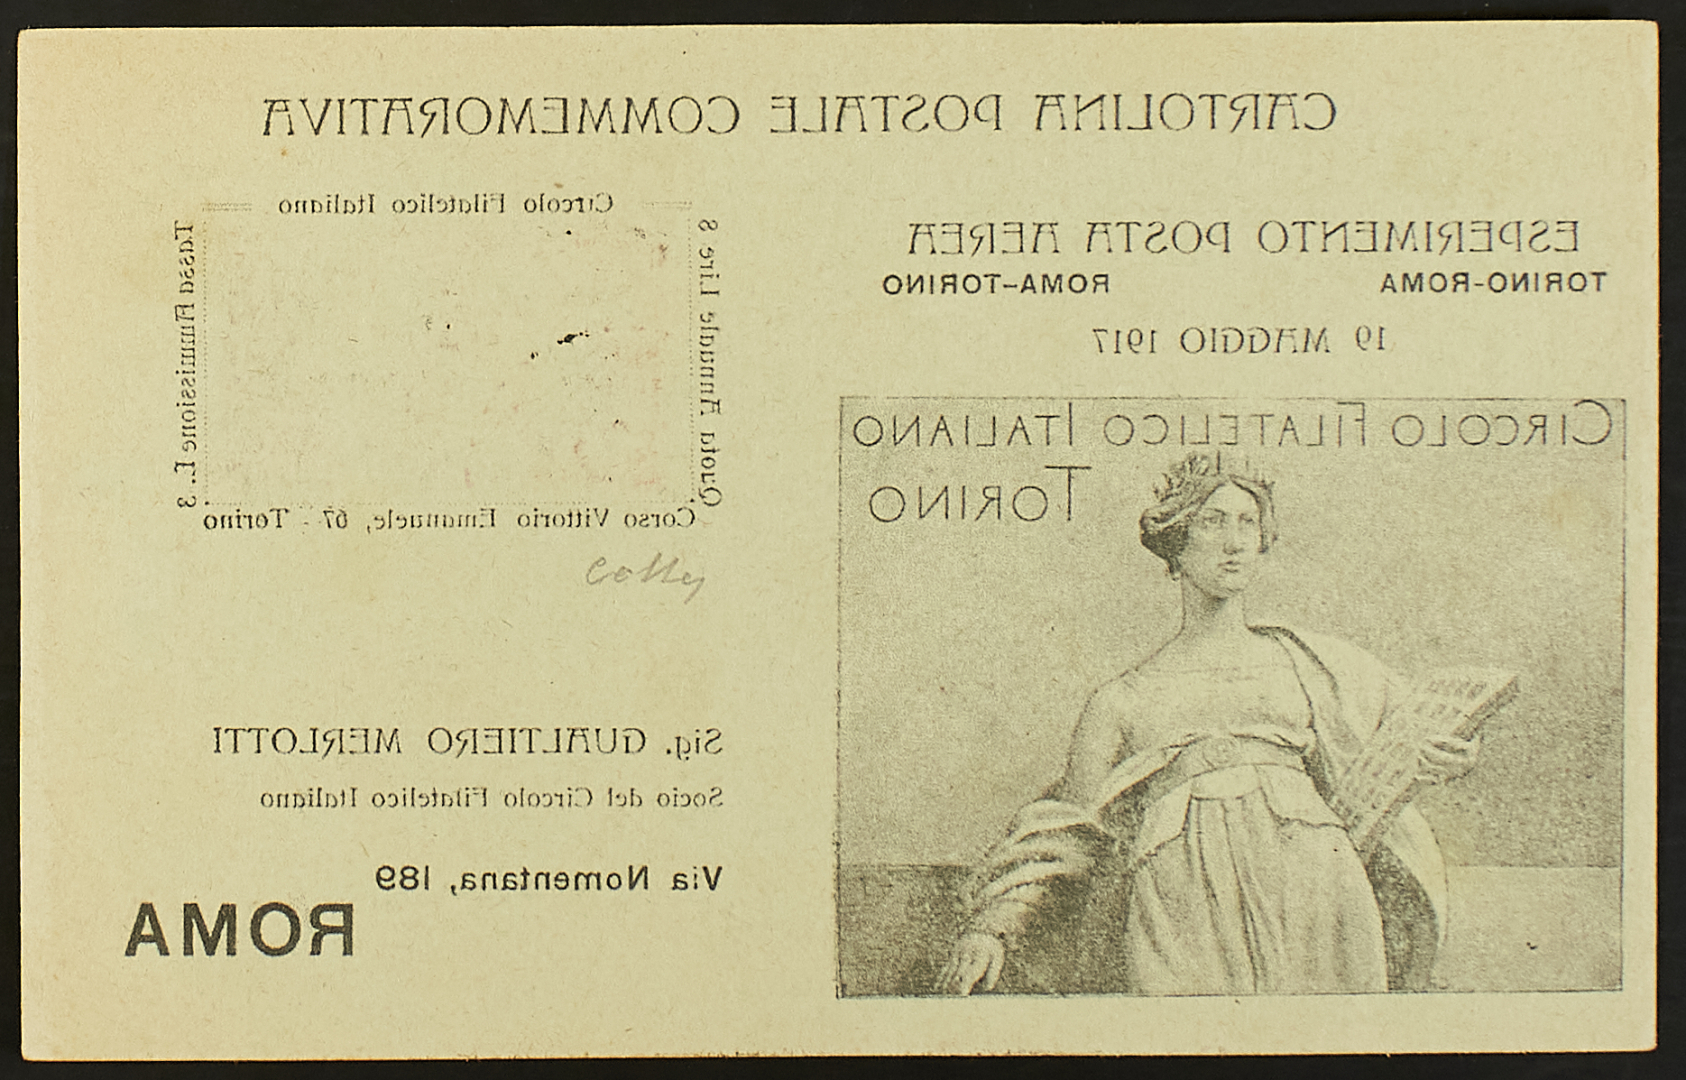 CARTOLINA POSTALE COMMEMORATIVA
ESPERIMENTO POSTA AEREA
TORINO-ROMA ROMA-TORINO
19 MAGGIO 1917
CIRCOLO FILATELICO ITALIANO
TORINO
Circolo Filatelico Italiano
Quota Annuale Lire 8
Tassa Ammissione L. 3
Corso Vittorio Emanuele, 67 - Torino
Sig. GUALTIERO MERLOTTI
Socio del Circolo Filatelico Italiano
Via Nomentana, 189
ROMA